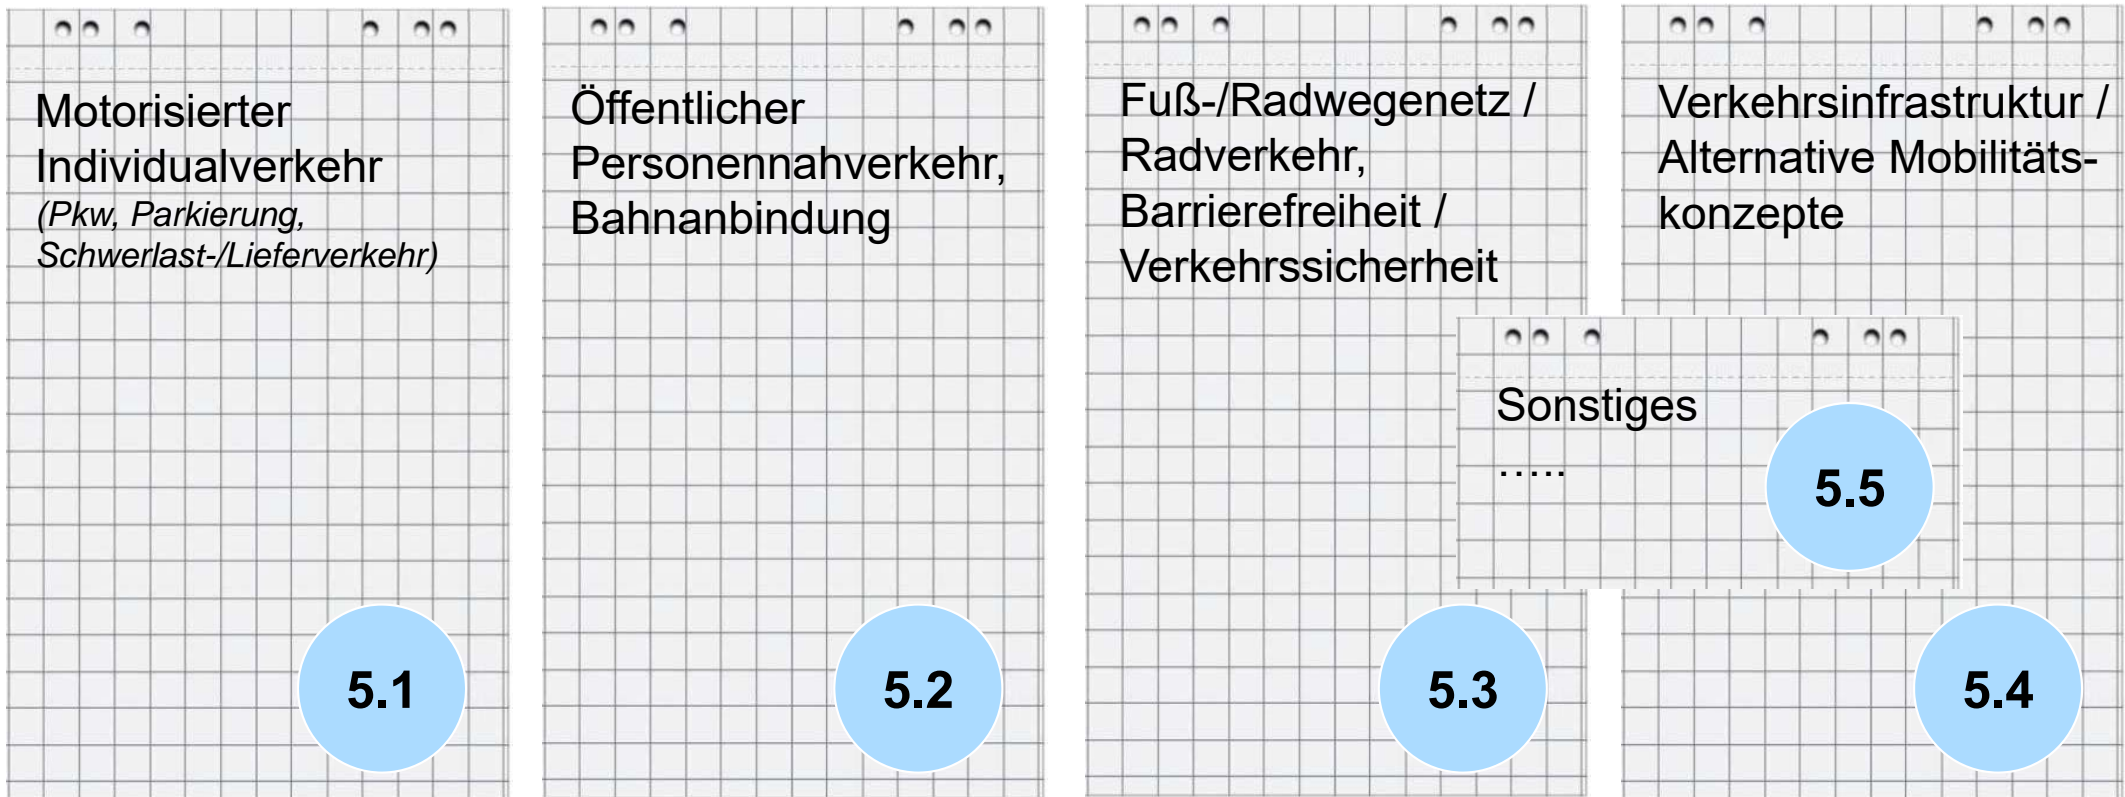 Motorisierter
Individualverkehr
(Pkw, Parkierung,
Schwerlast-/Lieferverkehr)
5.1
Öffentlicher
Personennahverkehr,
Bahnanbindung
5.2
Fuß-/Radwegenetz /
Radverkehr,
Barrierefreiheit /
Verkehrssicherheit
5.3
Verkehrsinfrastruktur /
Alternative Mobilitäts-
konzepte
5.4
Sonstiges
…..
5.5